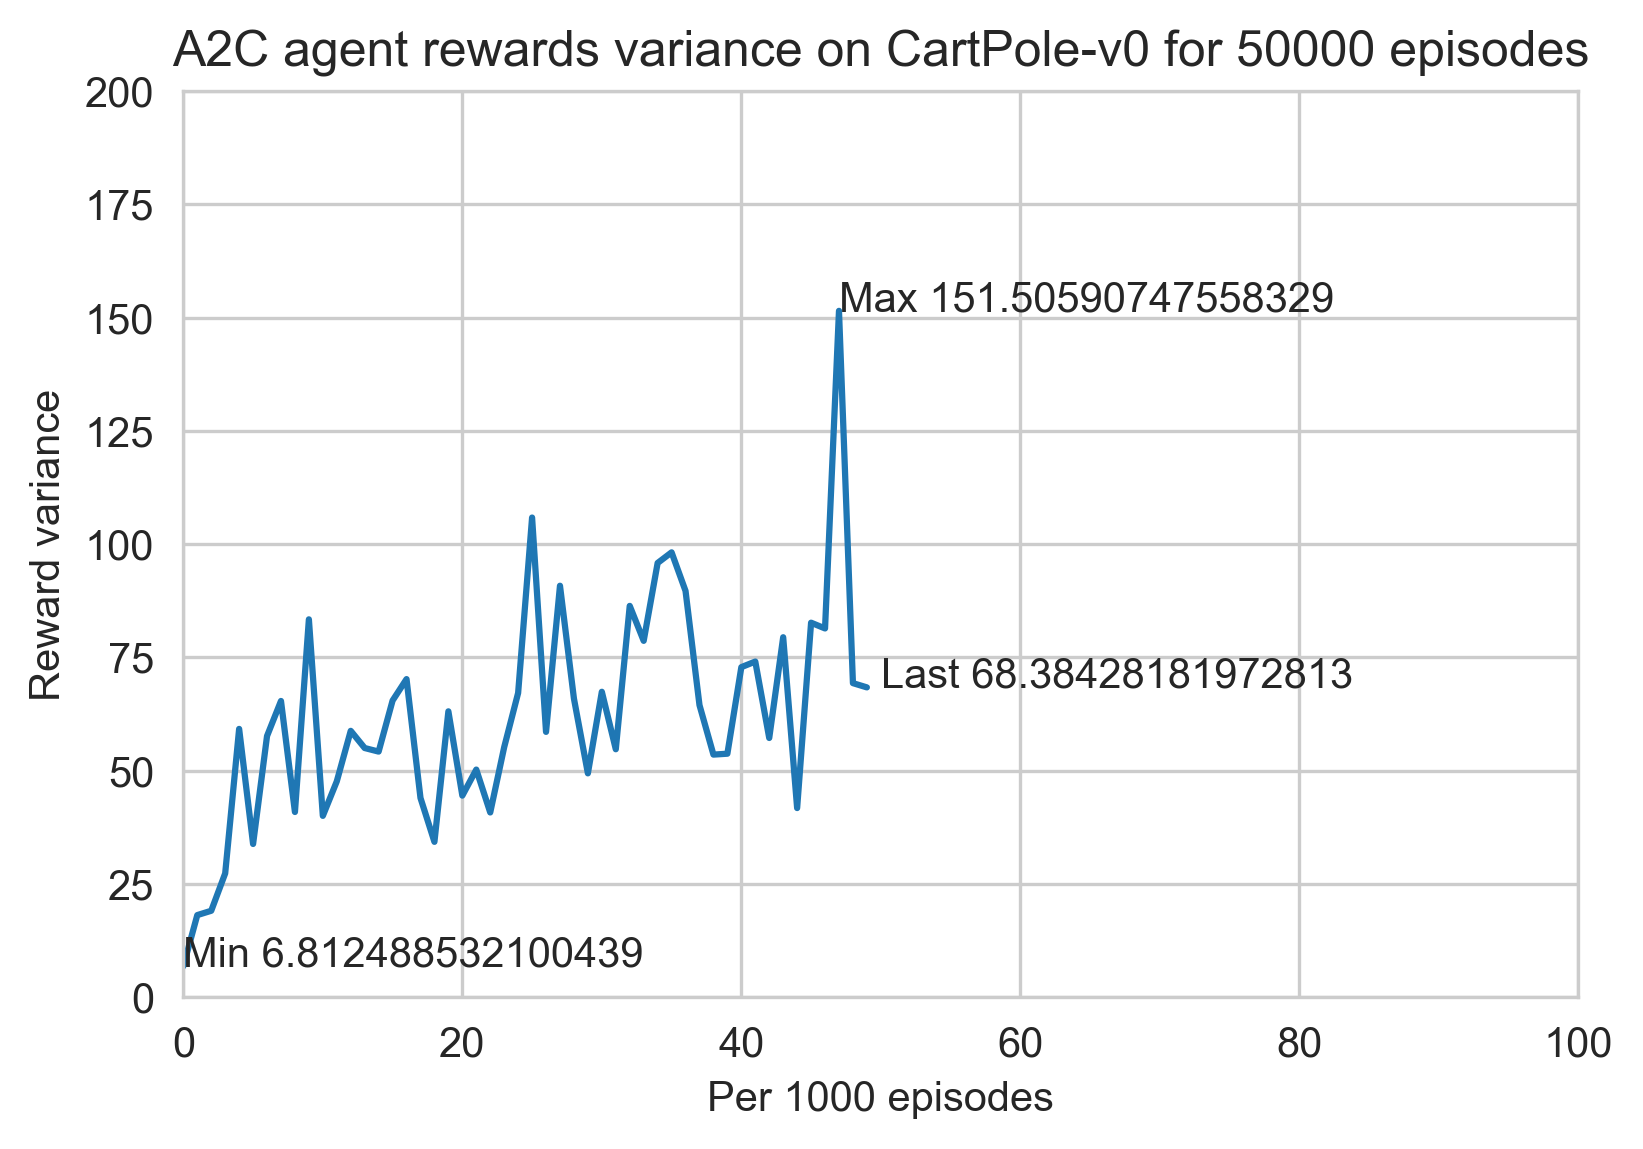 A2C agent rewards variance on CartPole-v0 for 50000 episodes
200
175
150
125
100
75
50
25
0
Reward variance
Max 151.50590747558329
Last 68.38428181972813
Min 6.812488532100439
0 20 40 60 80 100
Per 1000 episodes